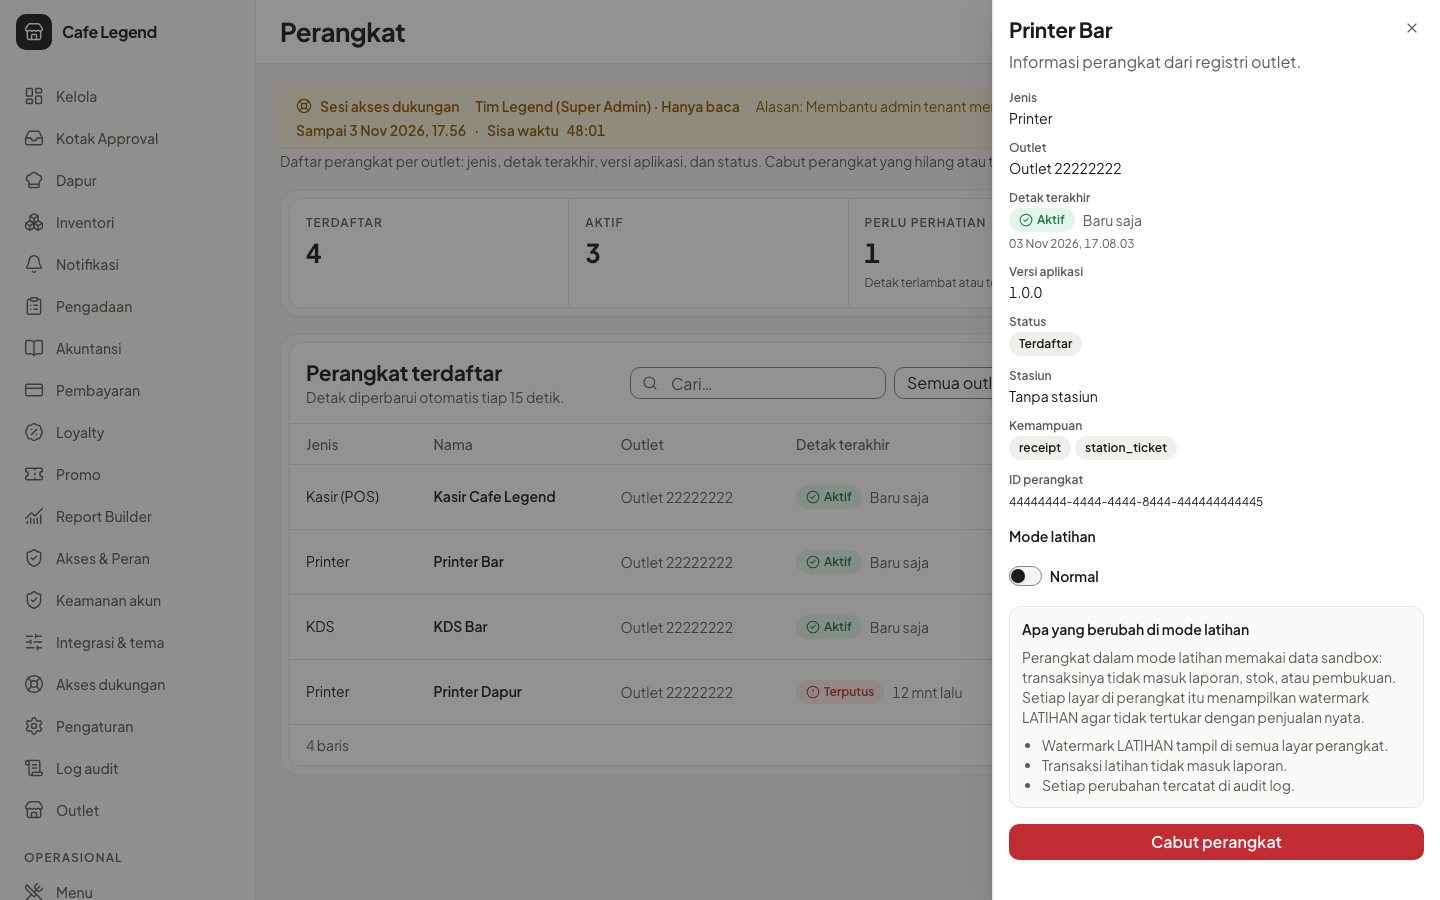 Cafe Legend
Kelola
Kotak Approval
Dapur
Inventori
Notifikasi
Pengadaan
Akuntansi
Pembayaran
Loyalty
Promo
Report Builder
Akses & Peran
Keamanan akun
Integrasi & tema
Akses dukungan
Pengaturan
Log audit
Outlet
OPERASIONAL
Menu
Perangkat
Sesi akses dukungan Tim Legend (Super Admin) · Hanya baca Alasan: Membantu admin tenant
Sampai 3 Nov 2026, 17.56 · Sisa waktu 48:01
Daftar perangkat per outlet: jenis, detak terakhir, versi aplikasi, dan status. Cabut perangkat yang hilang atau
TERDAFTAR
4
AKTIF
3
PERLU PERHATIAN
1
Detak terlambat atau
Perangkat terdaftar
Detak diperbarui otomatis tiap 15 detik.
Cari...
Semua
Jenis Nama Outlet Detak terakhir
Kasir (POS) Kasir Cafe Legend Outlet 22222222 Aktif Baru saja
Printer Printer Bar Outlet 22222222 Aktif Baru saja
KDS KDS Bar Outlet 22222222 Aktif Baru saja
Printer Printer Dapur Outlet 22222222 Terputus 12 mnt lalu
4 baris
Printer Bar
Informasi perangkat dari registri outlet.
Jenis
Printer
Outlet
Outlet 22222222
Detak terakhir
Aktif Baru saja
03 Nov 2026, 17.08.03
Versi aplikasi
1.0.0
Status
Terdaftar
Stasiun
Tanpa stasiun
Kemampuan
receipt station_ticket
ID perangkat
44444444-4444-4444-8444-444444444445
Mode latihan
Normal
Apa yang berubah di mode latihan
Perangkat dalam mode latihan memakai data sandbox:
transaksinya tidak masuk laporan, stok, atau pembukuan.
Setiap layar di perangkat itu menampilkan watermark
LATIHAN agar tidak tertukar dengan penjualan nyata.
• Watermark LATIHAN tampil di semua layar perangkat.
• Transaksi latihan tidak masuk laporan.
• Setiap perubahan tercatat di audit log.
Cabut perangkat